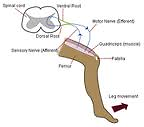 Spinal cord
Ventral Root
Motor Nerve (Efferent)
Dorsal Root
Quadriceps (muscle)
Sensory Nerve (Afferent)
Patella
Femur
Leg movement